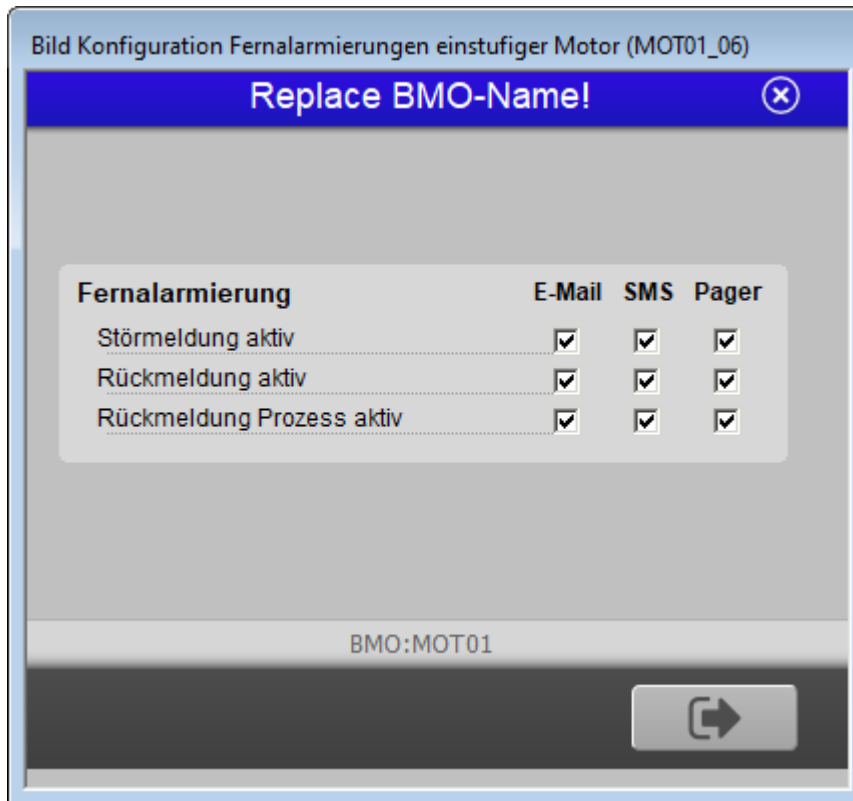 Bild Konfiguration Fernalarmierungen einstufiger Motor (MOT01_06)
Replace BMO-Name!
Fernalarmierung E-Mail SMS Pager
Störmeldung aktiv
Rückmeldung aktiv
Rückmeldung Prozess aktiv
BMO:MOT01